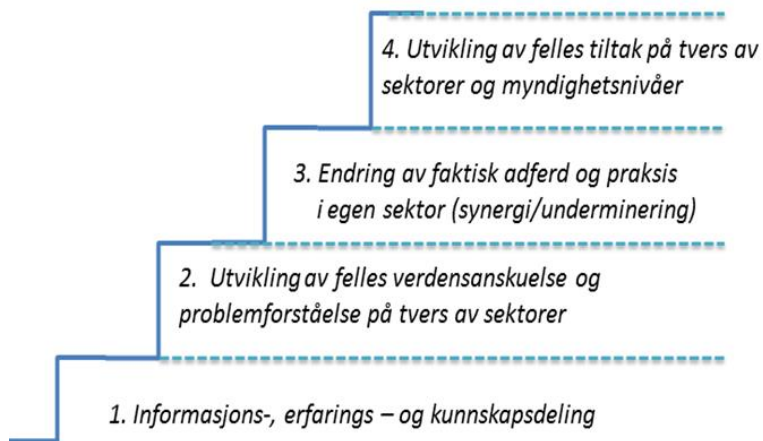 4. Utvikling av felles tiltak på tvers av
sektorer og myndighetsnivåer
3. Endring av faktisk adferd og praksis
i egen sektor (synergi/underminering)
2. Utvikling av felles verdensanskuelse og
problemforståelse på tvers av sektorer
1. Informasjons-, erfarings – og kunnskapsdeling